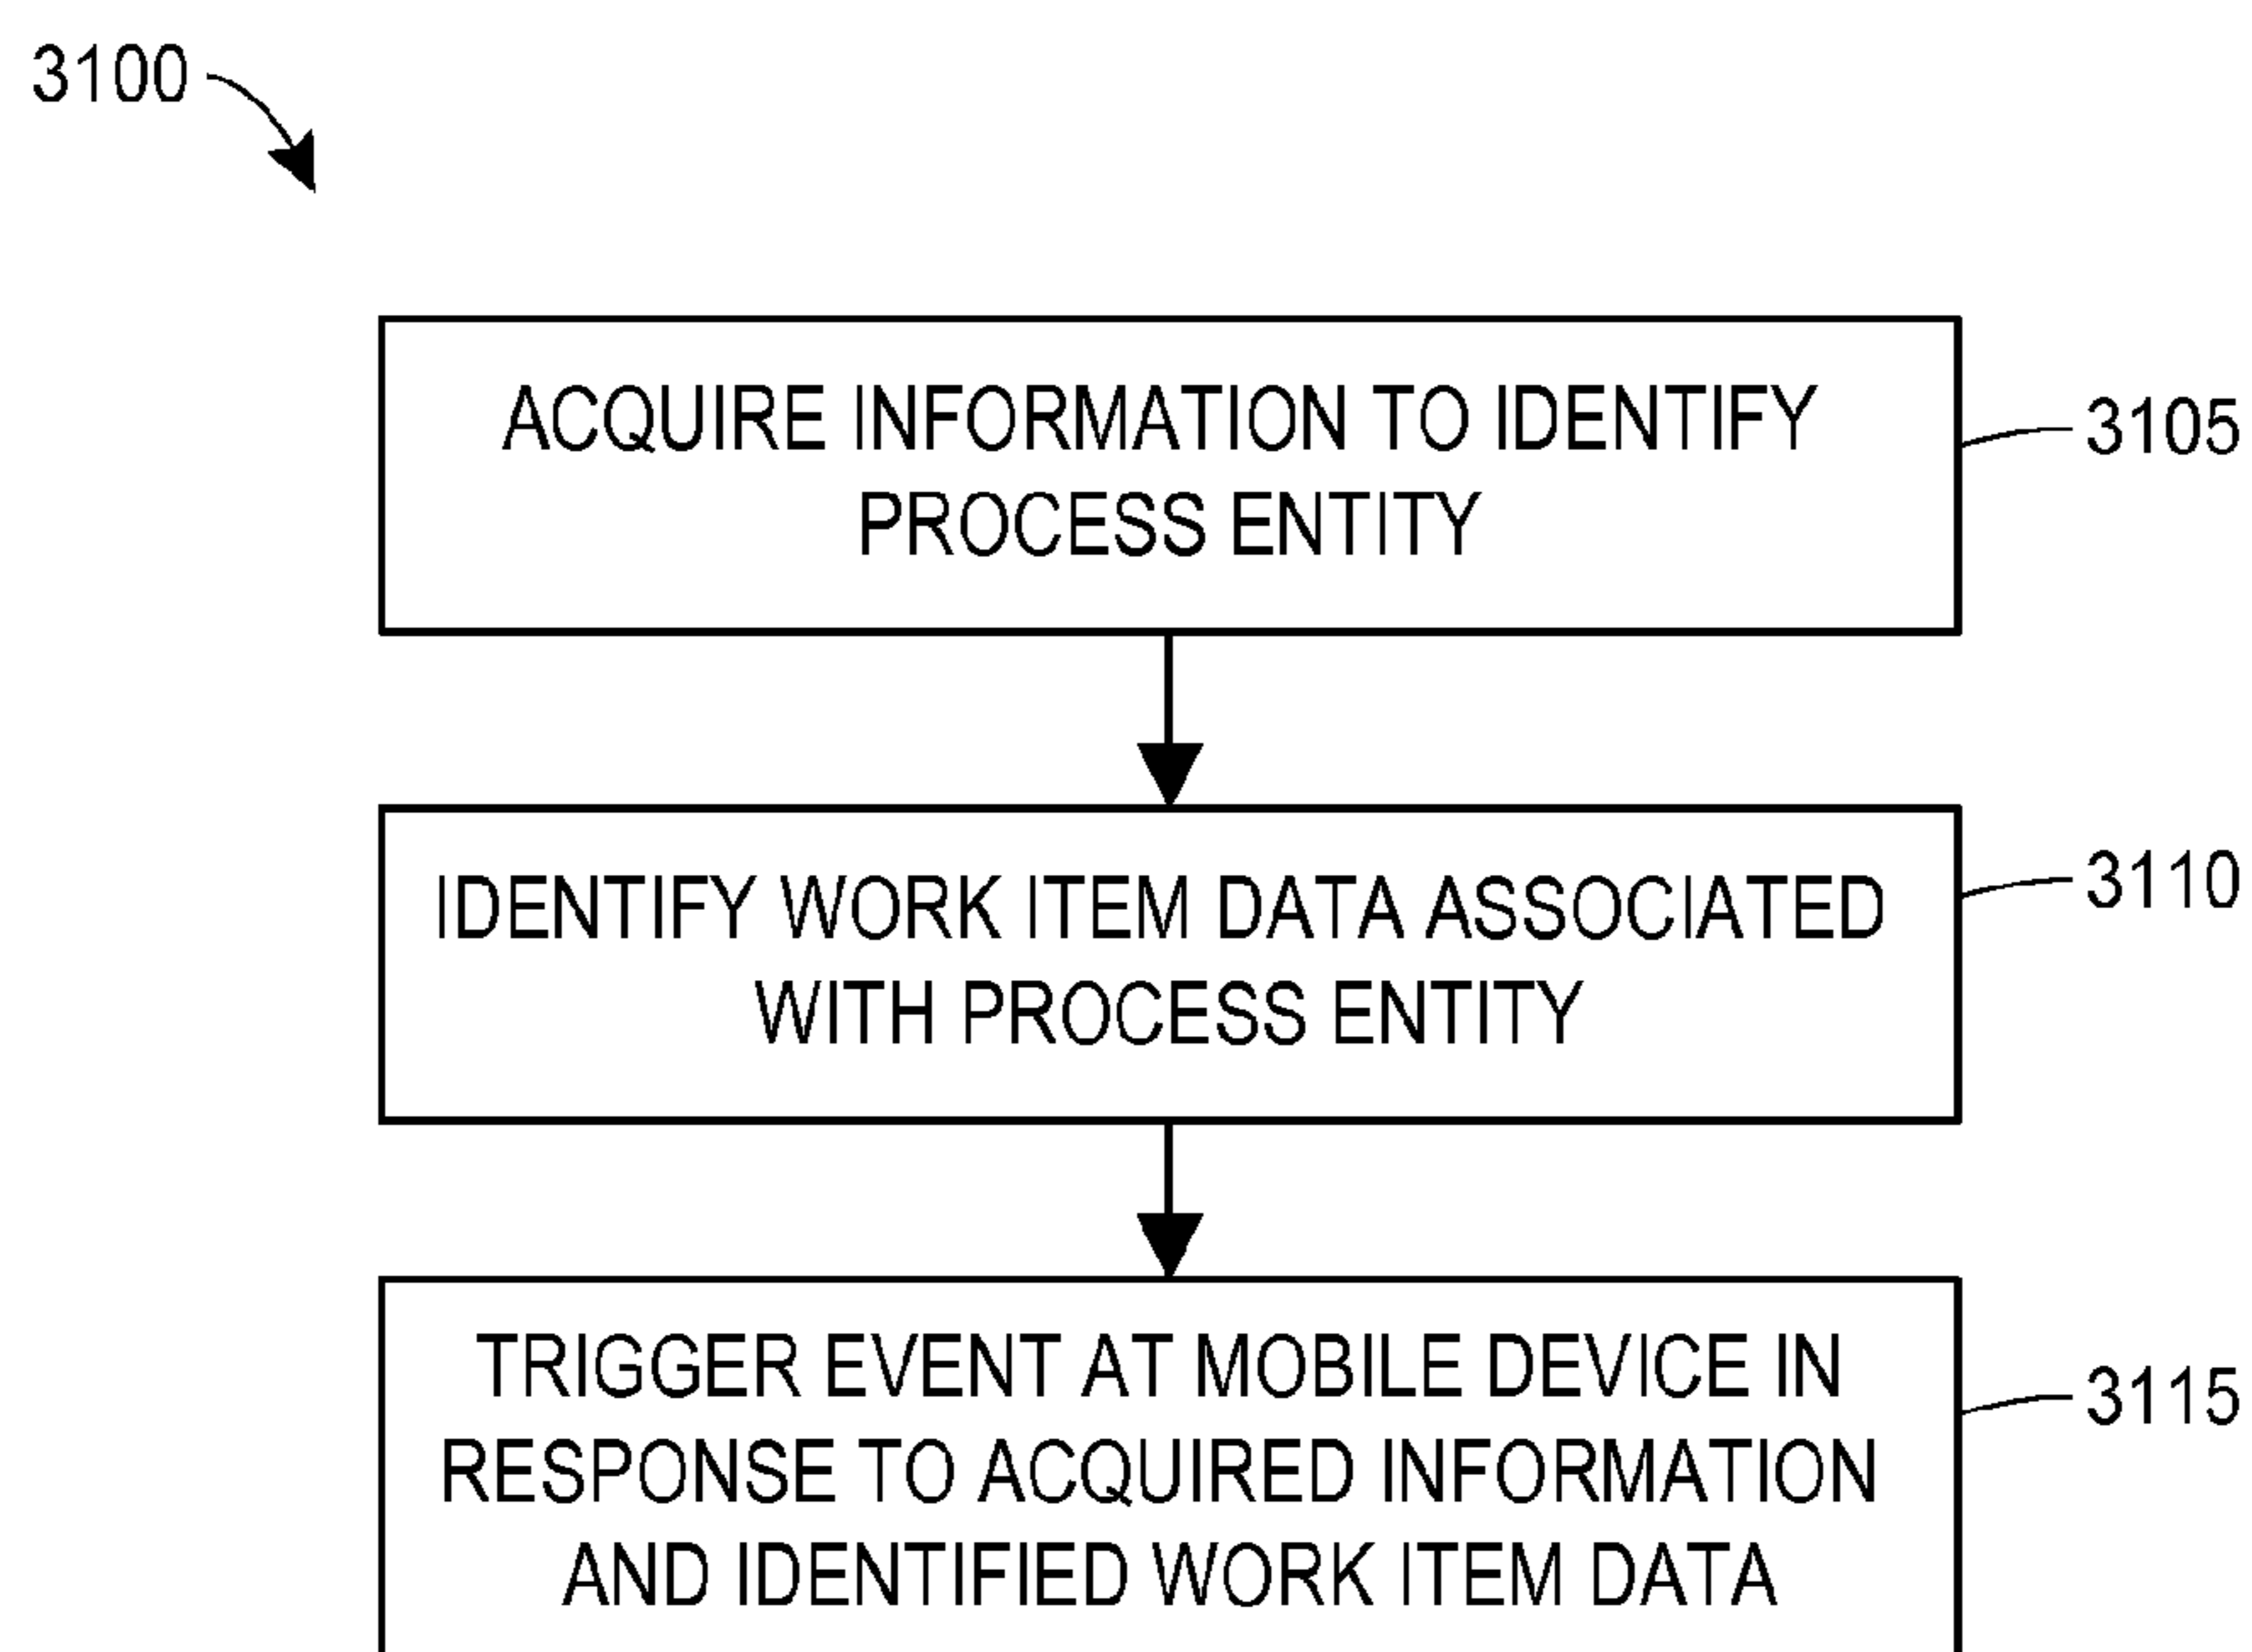 3100
ACQUIRE INFORMATION TO IDENTIFY
PROCESS ENTITY
3105
IDENTIFY WORK ITEM DATA ASSOCIATED
WITH PROCESS ENTITY
3110
TRIGGER EVENT AT MOBILE DEVICE IN
RESPONSE TO ACQUIRED INFORMATION
AND IDENTIFIED WORK ITEM DATA
3115